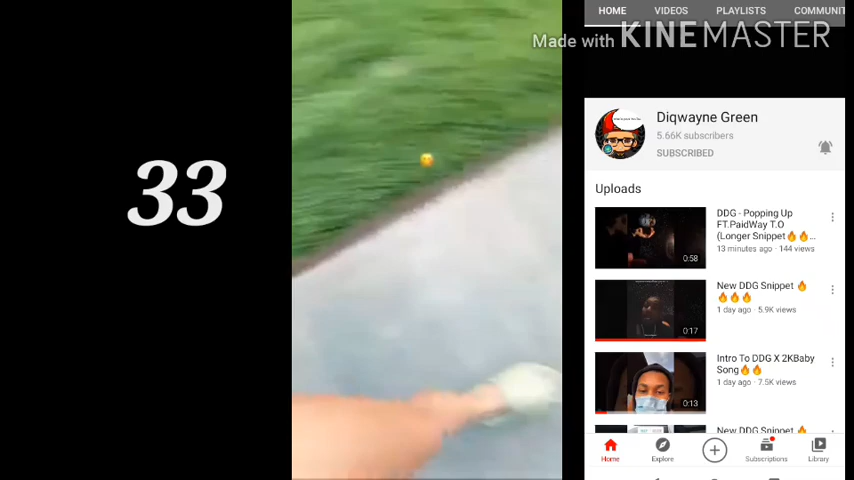 33
HOME VIDEOS PLAYLISTS COMMUNIT
Made with KINEMASTER
Diqwayne Green
5.66K subscribers
SUBSCRIBED
Uploads
DDG - Popping Up
FT.PaidWay T.O
(Longer Snippet🔥🔥...
13 minutes ago · 144 views
0:58
New DDG Snippet 🔥
🔥🔥🔥
1 day ago · 5.9K views
0:17
Intro To DDG X 2KBaby
Song🔥🔥
1 day ago · 7.5K views
0:13
New DDG Snippet 🔥
Home Explore Subscriptions Library